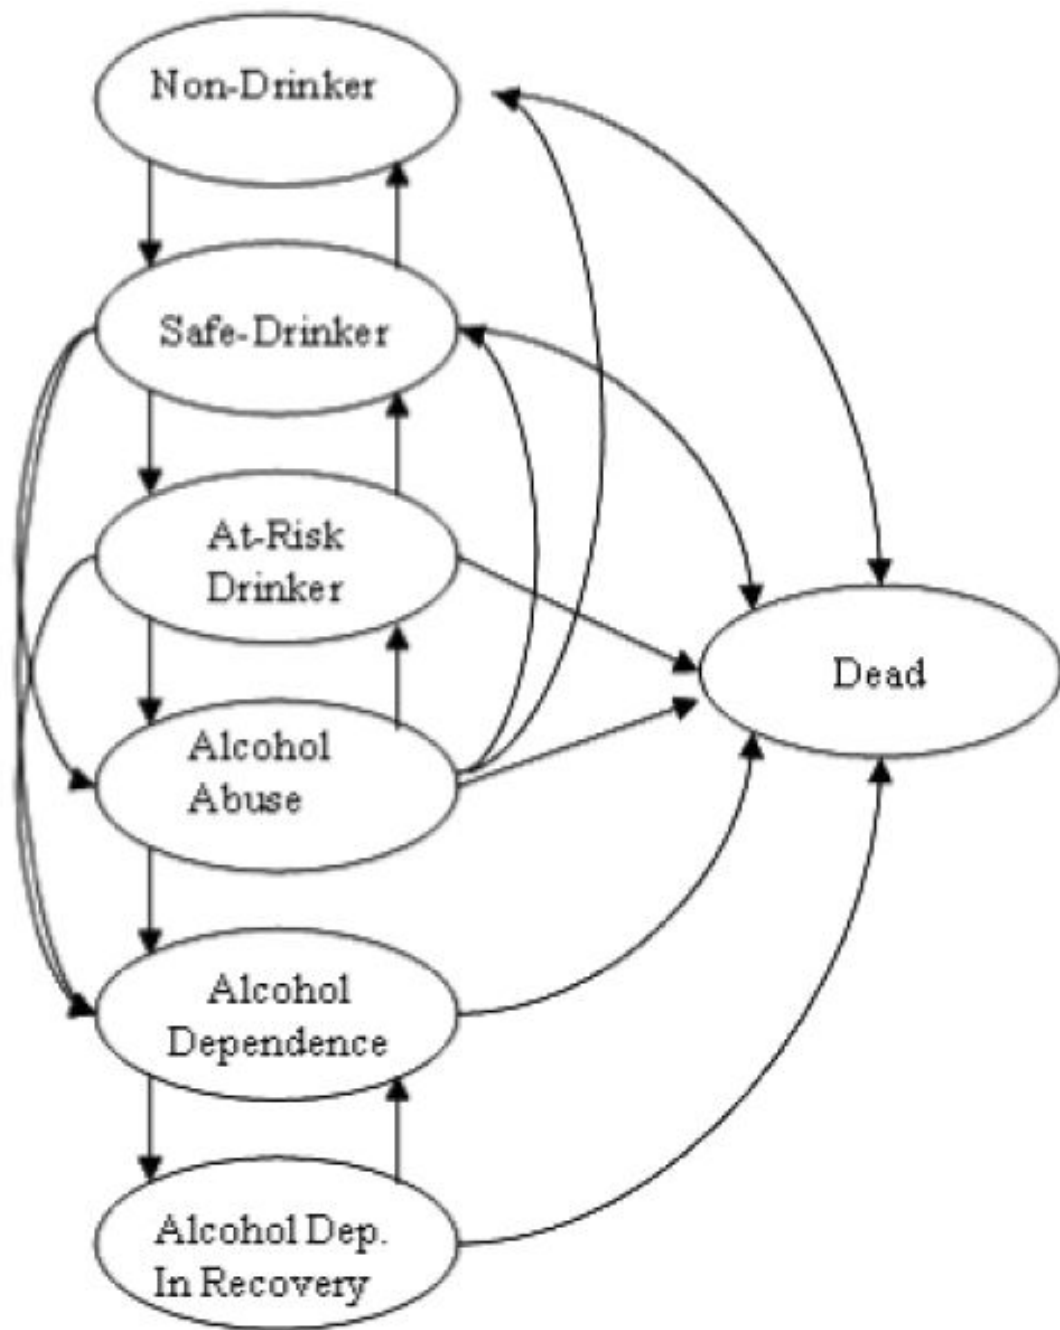 Non-Drinker
Safe-Drinker
At-Risk
Drinker
Dead
Alcohol
Abuse
Alcohol
Dependence
Alcohol Dep.
In Recovery